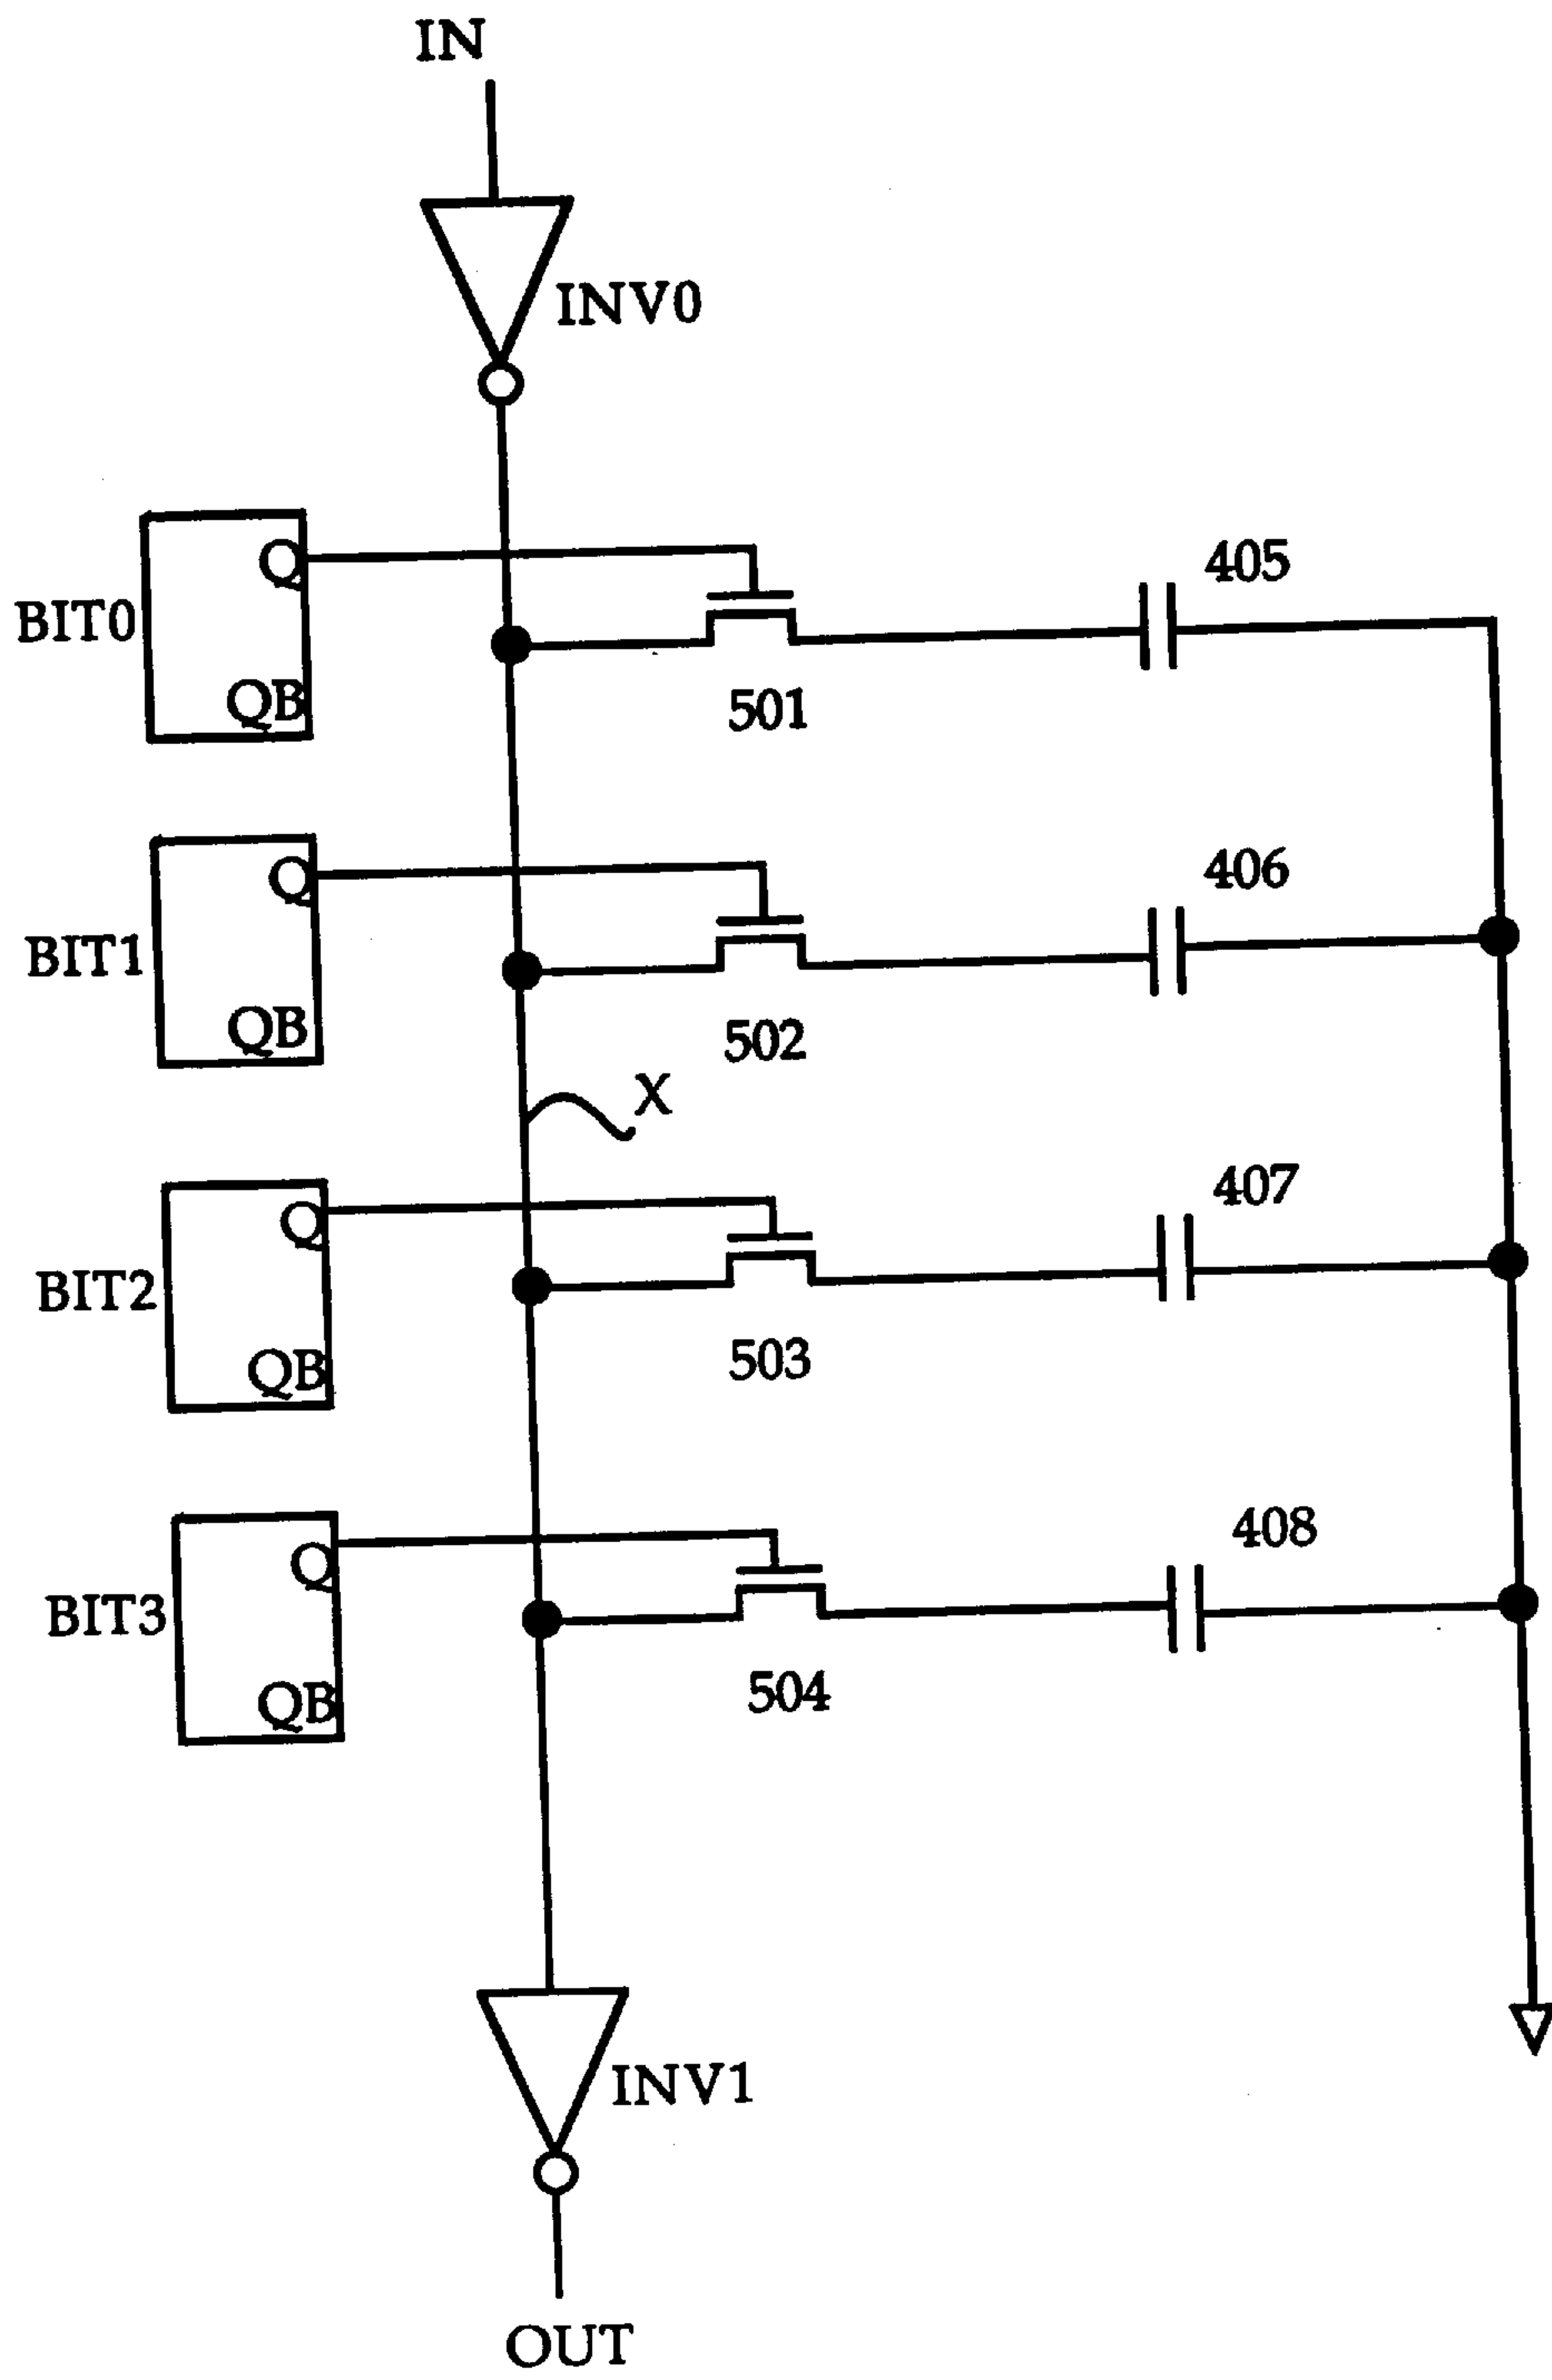 IN
INV0
Q
405
BIT0
QB
501
Q
406
BIT1
QB
502
X
Q
407
BIT2
QB
503
Q
408
BIT3
QB
504
INV1
OUT